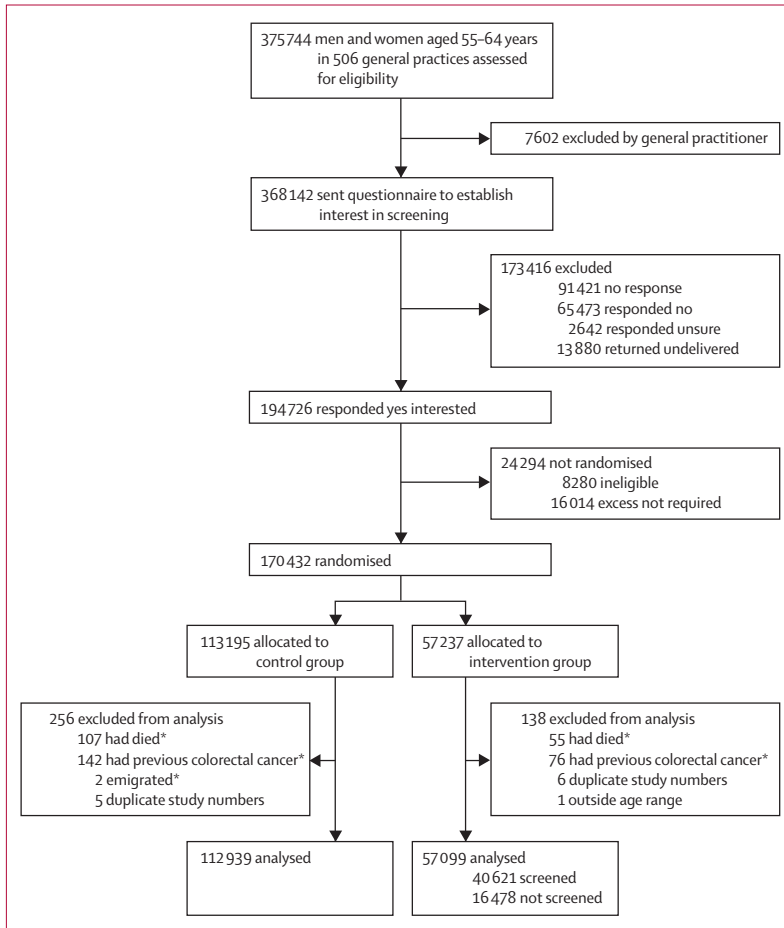 375744 men and women aged 55–64 years
in 506 general practices assessed
for eligibility
7602 excluded by general practitioner
368142 sent questionnaire to establish
interest in screening
173416 excluded
91421 no response
65473 responded no
2642 responded unsure
13880 returned undelivered
194726 responded yes interested
24294 not randomised
8280 ineligible
16014 excess not required
170432 randomised
113195 allocated to
control group
57237 allocated to
intervention group
256 excluded from analysis
107 had died*
142 had previous colorectal cancer*
2 emigrated*
5 duplicate study numbers
138 excluded from analysis
55 had died*
76 had previous colorectal cancer*
6 duplicate study numbers
1 outside age range
112939 analysed
57099 analysed
40621 screened
16478 not screened